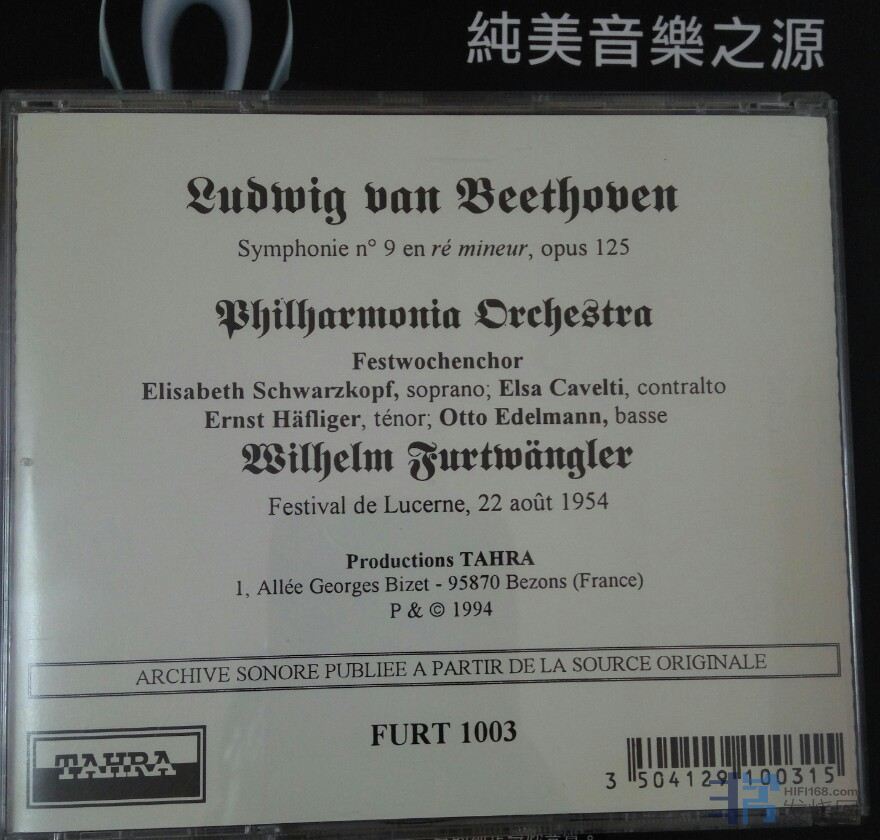 純美音樂之源
Ludwig van Beethoven
Symphonie n° 9 en ré mineur, opus 125
Philharmonia Orchestra
Festwochenchor
Elisabeth Schwarzkopf, soprano; Elsa Cavelti, contralto
Ernst Häfliger, ténor; Otto Edelmann, basse
Wilhelm Furtwängler
Festival de Lucerne, 22 août 1954
Productions TAHRA
1, Allée Georges Bizet - 95870 Bezons (France)
P & © 1994
ARCHIVE SONORE PUBLIEE A PARTIR DE LA SOURCE ORIGINALE
TAHRA
FURT 1003
3 504129 100315
HIFI168.com
发烧网